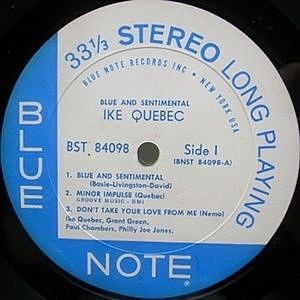 33⅓ STEREO LONG PLAYING
BLUE NOTE RECORDS INC • NEW YORK USA
BLUE AND SENTIMENTAL
IKE QUEBEC
BST 84098
Side I
(BNST 84098-A)
1. BLUE AND SENTIMENTAL
(Basie-Livingston-David)
2. MINOR IMPULSE (Quebec)
GROOVE MUSIC - BMI
3. DON'T TAKE YOUR LOVE FROM ME (Nemo)
Ike Quebec, Grant Green,
Paul Chambers, Philly Joe Jones.
BLUE
NOTE
®